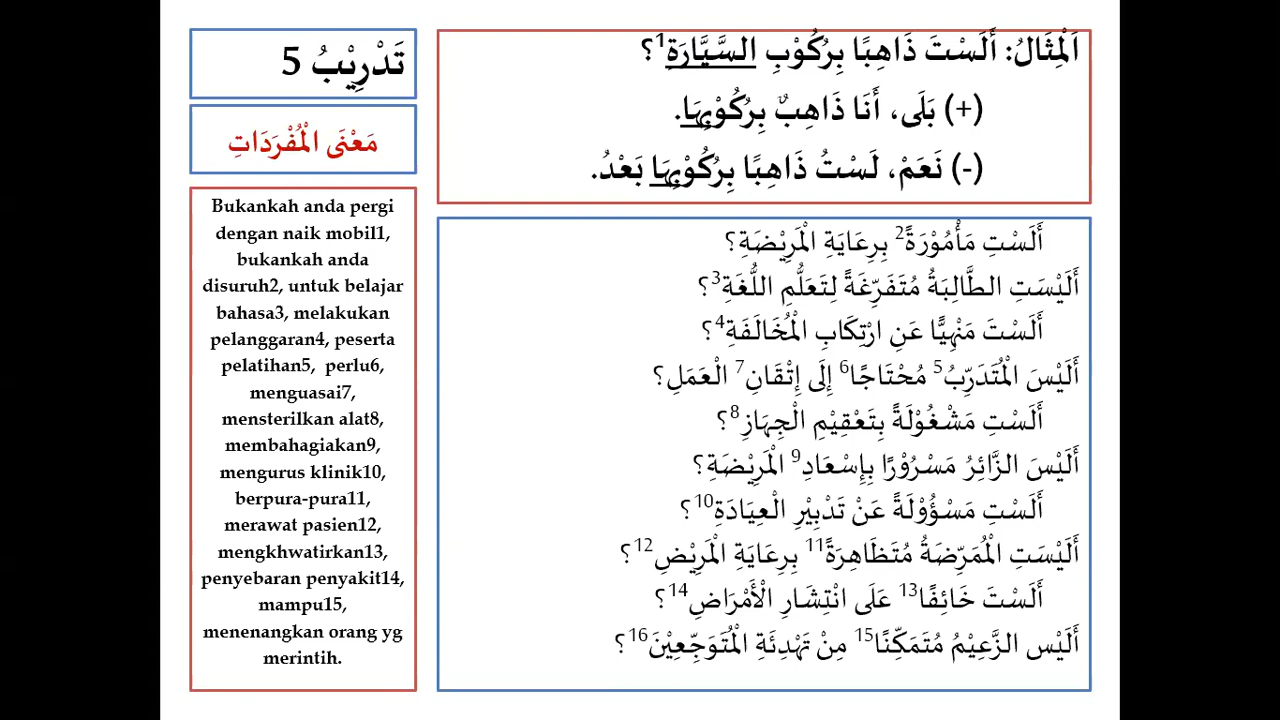 تَدْرِيْبُ 5
مَعْنَى الْمُفْرَدَاتِ
Bukankah anda pergi
dengan naik mobil1,
bukankah anda
disuruh2, untuk belajar
bahasa3, melakukan
pelanggaran4, peserta
pelatihan5, perlu6,
menguasai7,
mensterilkan alat8,
membahagiakan9,
mengurus klinik10,
berpura-pura11,
merawat pasien12,
mengkhwatirkan13,
penyebaran penyakit14,
mampu15,
menenangkan orang yg
merintih.
اَلْمِثَالُ: أَلَسْتَ ذَاهِبًا بِرُكُوْبِ السَّيَّارَةِ1؟
(+) بَلَى، أَنَا ذَاهِبٌ بِرُكُوْبِهَا.
(-) نَعَمْ، لَسْتُ ذَاهِبًا بِرُكُوْبِهَا بَعْدُ.
أَلَسْتِ مَأْمُوْرَةً2 بِرِعَايَةِ الْمَرِيْضَةِ؟
أَلَيْسَتِ الطَّالِبَةُ مُتَفَرِّغَةً لِتَعَلُّمِ اللُّغَةِ3؟
أَلَسْتَ مَنْهِيًّا عَنِ ارْتِكَابِ الْمُخَالَفَةِ4؟
أَلَيْسَ الْمُتَدَرِّبُ5 مُحْتَاجًا6 إِلَى إِتْقَانِ7 الْعَمَلِ؟
أَلَسْتِ مَشْغُوْلَةً بِتَعْقِيْمِ الْجِهَازِ8؟
أَلَيْسَ الزَّائِرُ مَسْرُوْرًا بِإِسْعَادِ9 الْمَرِيْضَةِ؟
أَلَسْتِ مَسْؤُوْلَةً عَنْ تَدْبِيْرِ الْعِيَادَةِ10؟
أَلَيْسَتِ الْمُمَرِّضَةُ مُتَظَاهِرَةً11 بِرِعَايَةِ الْمَرِيْضِ12؟
أَلَسْتَ خَائِفًا13 عَلَى انْتِشَارِ الْأَمْرَاضِ14؟
أَلَيْس الزَّعِيْمُ مُتَمَكِّنًا15 مِنْ تَهْدِئَةِ الْمُتَوَجِّعِيْنَ16؟